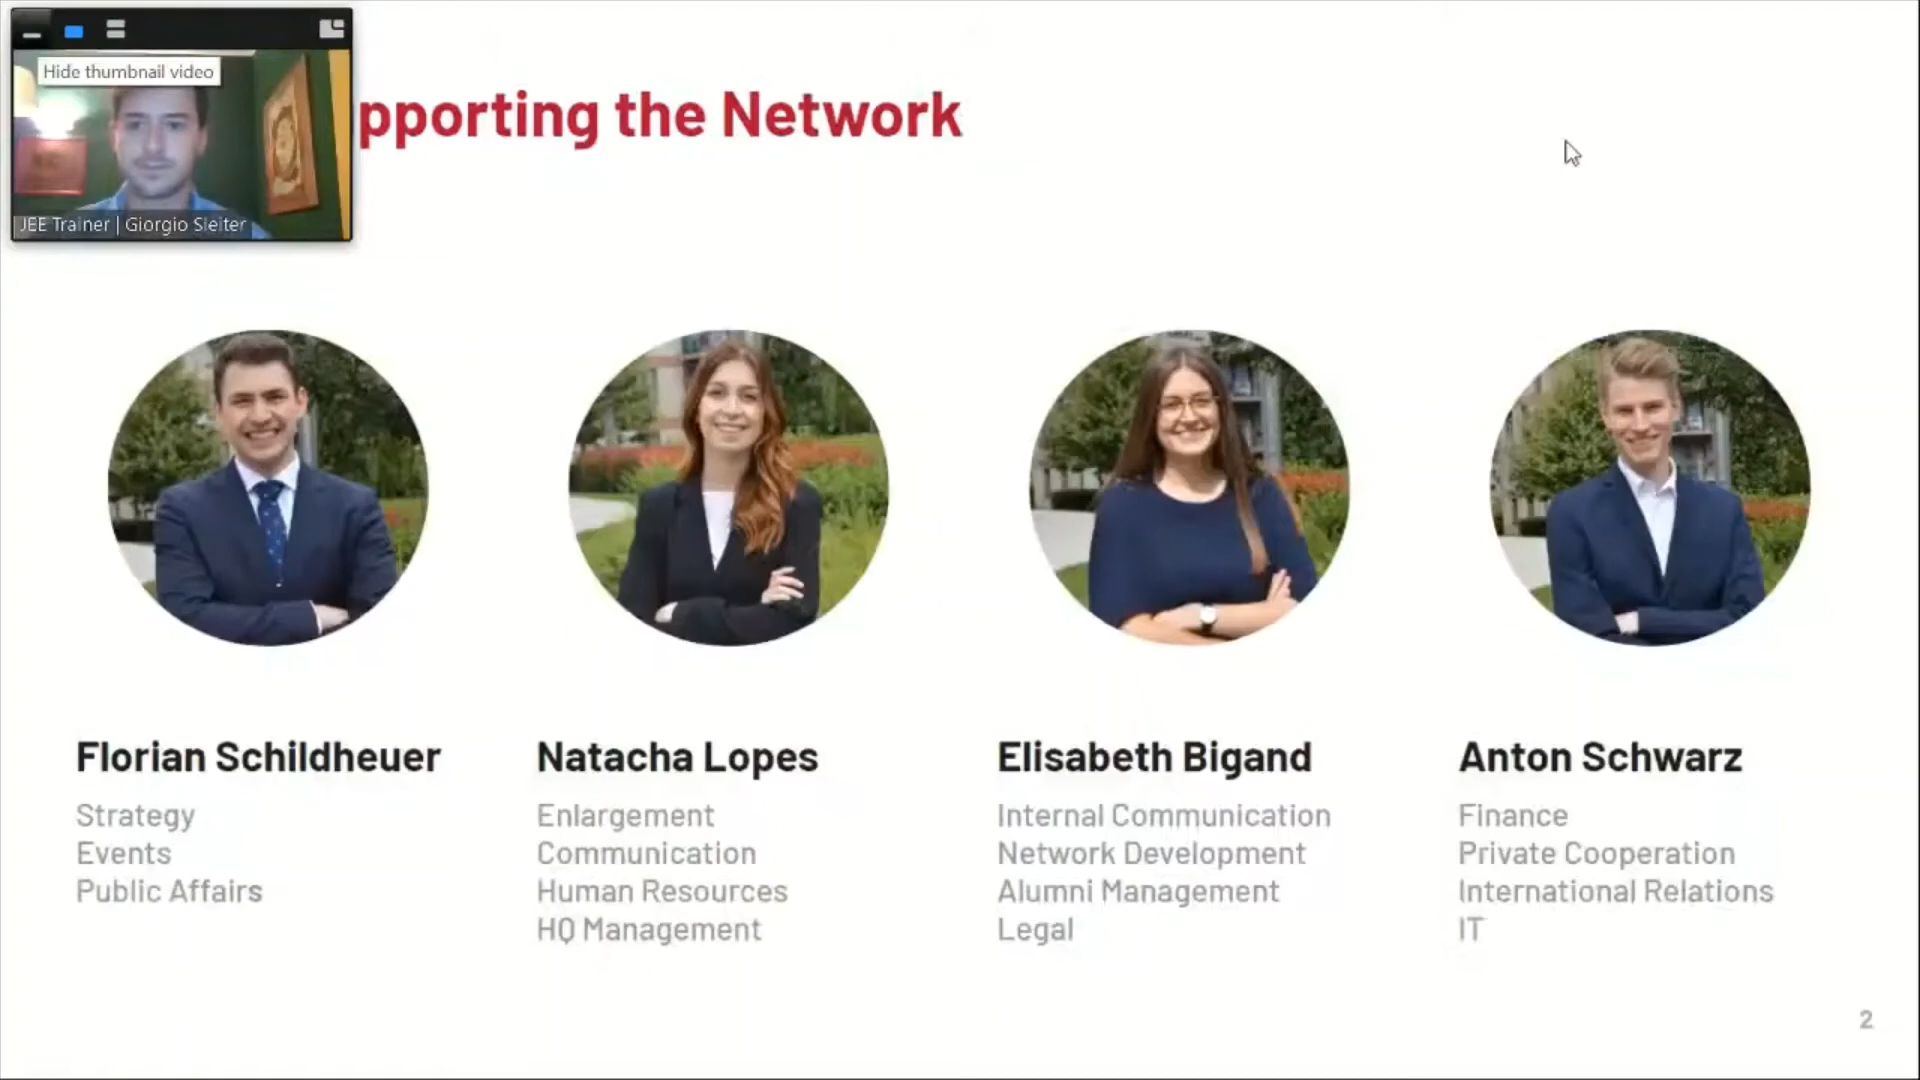 Hide thumbnail video
JEE Trainer | Giorgio Sleiter
pporting the Network
Florian Schildheuer
Strategy
Events
Public Affairs
Natacha Lopes
Enlargement
Communication
Human Resources
HQ Management
Elisabeth Bigand
Internal Communication
Network Development
Alumni Management
Legal
Anton Schwarz
Finance
Private Cooperation
International Relations
IT
2